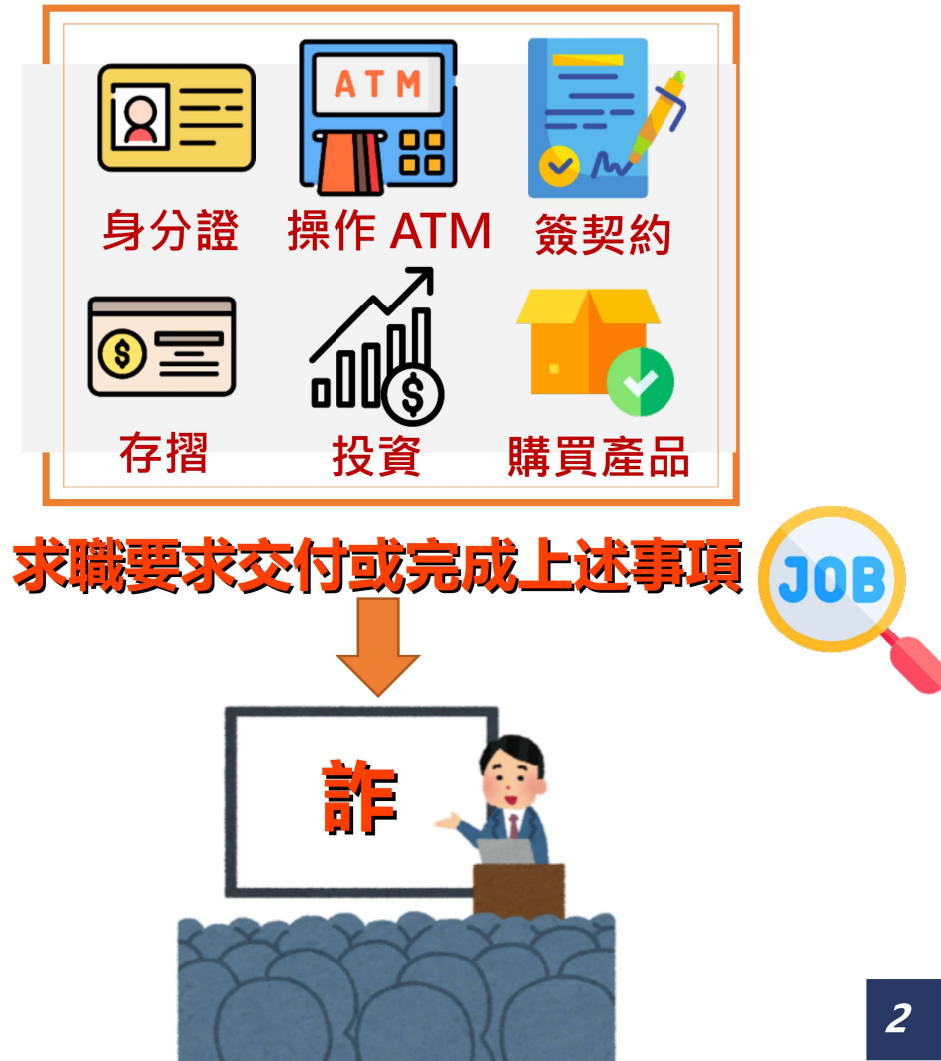 ATM
身分證 操作 ATM 簽契約
存摺 投資 購買產品
求職要求交付或完成上述事項
JOB
詐
2